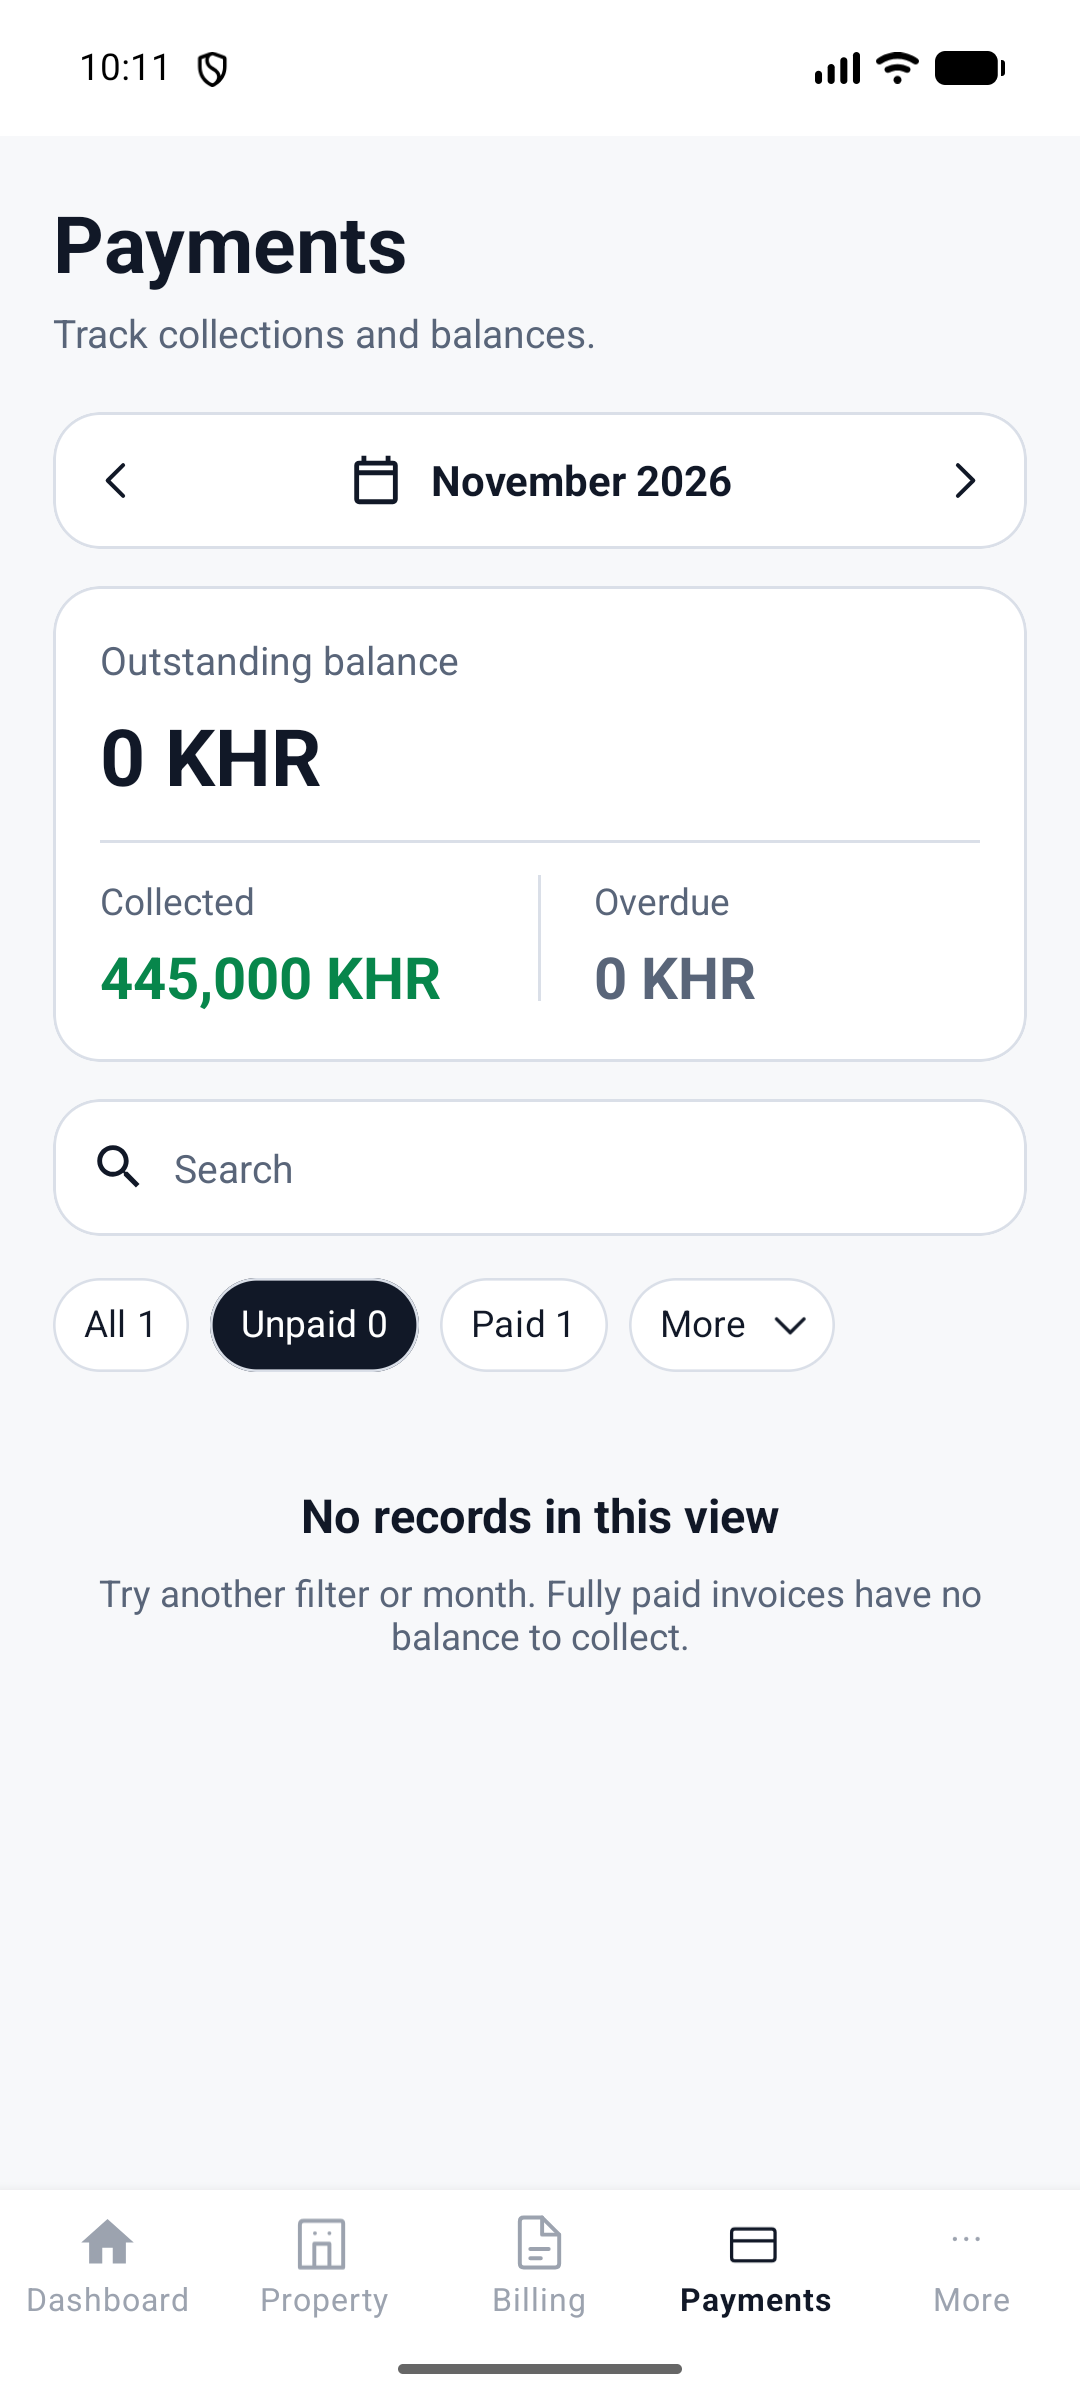 10:11
Payments
Track collections and balances.
November 2026
Outstanding balance
0 KHR
Collected
Overdue
445,000 KHR
0 KHR
Search
All 1
Unpaid 0
Paid 1
More
No records in this view
Try another filter or month. Fully paid invoices have no
balance to collect.
Dashboard
Property
Billing
Payments
More